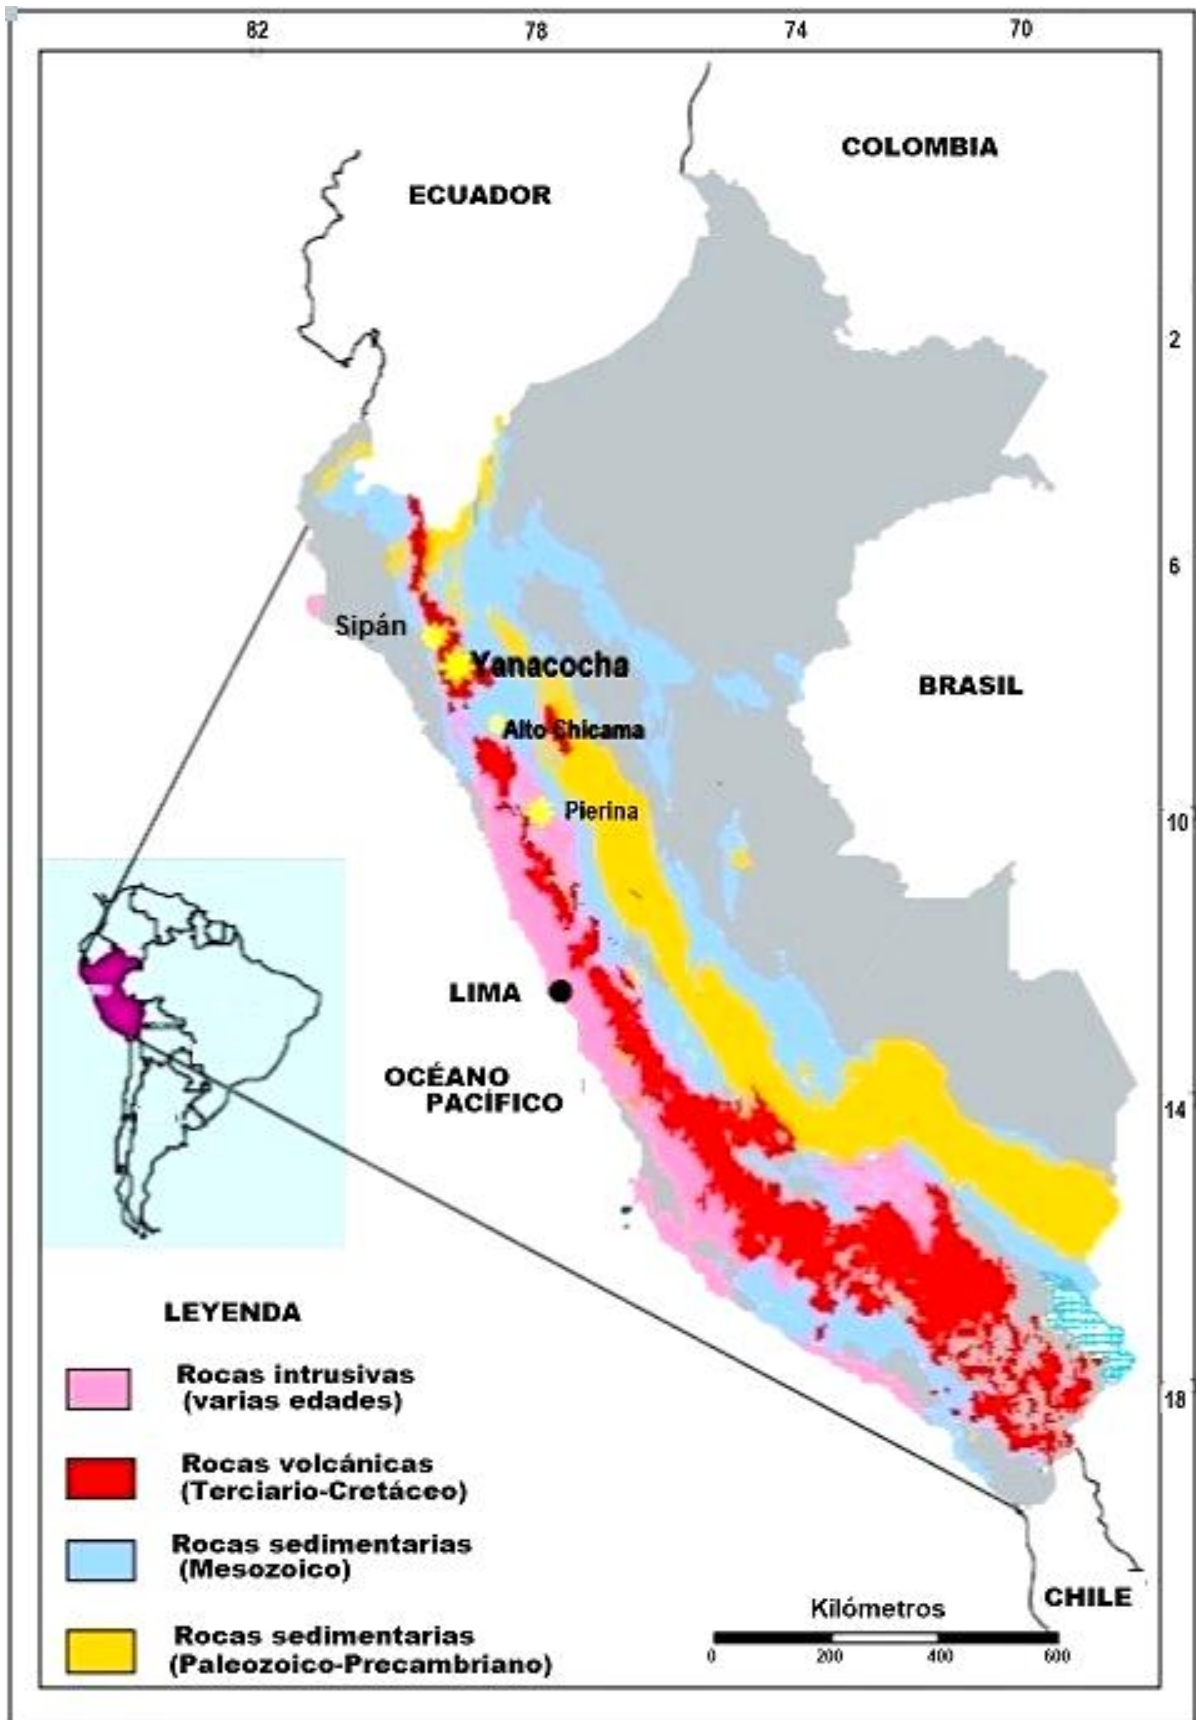 82
78
74
70
COLOMBIA
ECUADOR
2
6
Sipán
Yanacocha
BRASIL
Alto Shicama
Pierina
10
LIMA
OCÉANO
PACÍFICO
14
LEYENDA
Rocas intrusivas
(varias edades)
18
Rocas volcánicas
(Terciario-Cretáceo)
Rocas sedimentarias
(Mesozoico)
CHILE
Kilómetros
Rocas sedimentarias
(Paleozoico-Precambriano)
0 200 400 600